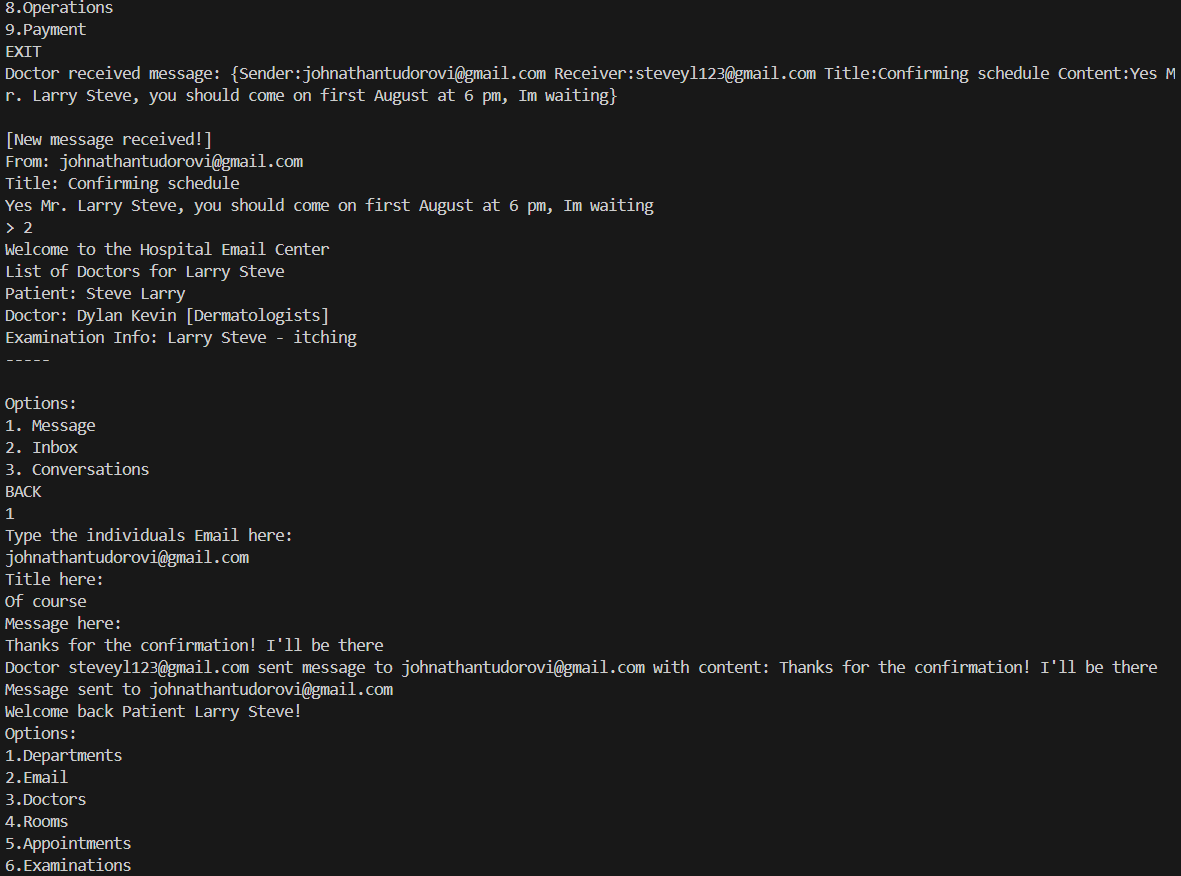 8.Operations
9.Payment
EXIT
Doctor received message: {Sender:johnathantudorovi@gmail.com Receiver:steveyl123@gmail.com Title:Confirming schedule Content:Yes M
r. Larry Steve, you should come on first August at 6 pm, Im waiting}
[New message received!]
From: johnathantudorovi@gmail.com
Title: Confirming schedule
Yes Mr. Larry Steve, you should come on first August at 6 pm, Im waiting
> 2
Welcome to the Hospital Email Center
List of Doctors for Larry Steve
Patient: Steve Larry
Doctor: Dylan Kevin [Dermatologists]
Examination Info: Larry Steve - itching
-----
Options:
1. Message
2. Inbox
3. Conversations
BACK
1
Type the individuals Email here:
johnathantudorovi@gmail.com
Title here:
Of course
Message here:
Thanks for the confirmation! I'll be there
Doctor steveyl123@gmail.com sent message to johnathantudorovi@gmail.com with content: Thanks for the confirmation! I'll be there
Message sent to johnathantudorovi@gmail.com
Welcome back Patient Larry Steve!
Options:
1.Departments
2.Email
3.Doctors
4.Rooms
5.Appointments
6.Examinations